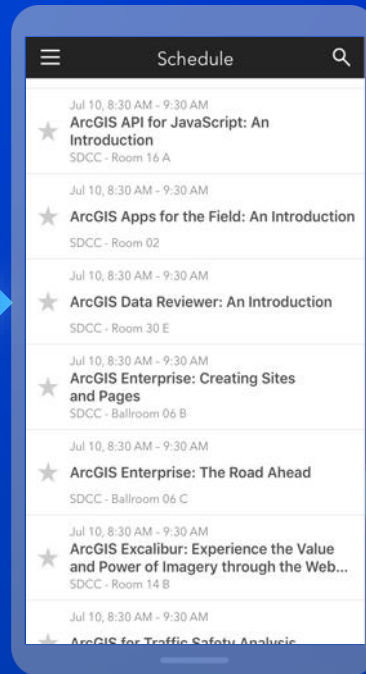 Schedule
Jul 10, 8:30 AM - 9:30 AM
ArcGIS API for JavaScript: An
Introduction
SDCC - Room 16 A
Jul 10, 8:30 AM - 9:30 AM
ArcGIS Apps for the Field: An Introduction
SDCC - Room 02
Jul 10, 8:30 AM - 9:30 AM
ArcGIS Data Reviewer: An Introduction
SDCC - Room 30 E
Jul 10, 8:30 AM - 9:30 AM
ArcGIS Enterprise: Creating Sites
and Pages
SDCC - Ballroom 06 B
Jul 10, 8:30 AM - 9:30 AM
ArcGIS Enterprise: The Road Ahead
SDCC - Ballroom 06 C
Jul 10, 8:30 AM - 9:30 AM
ArcGIS Excalibur: Experience the Value
and Power of Imagery through the Web...
SDCC - Room 14 B
Jul 10, 8:30 AM - 9:30 AM
ArcGIS for Traffic Safety Analysis